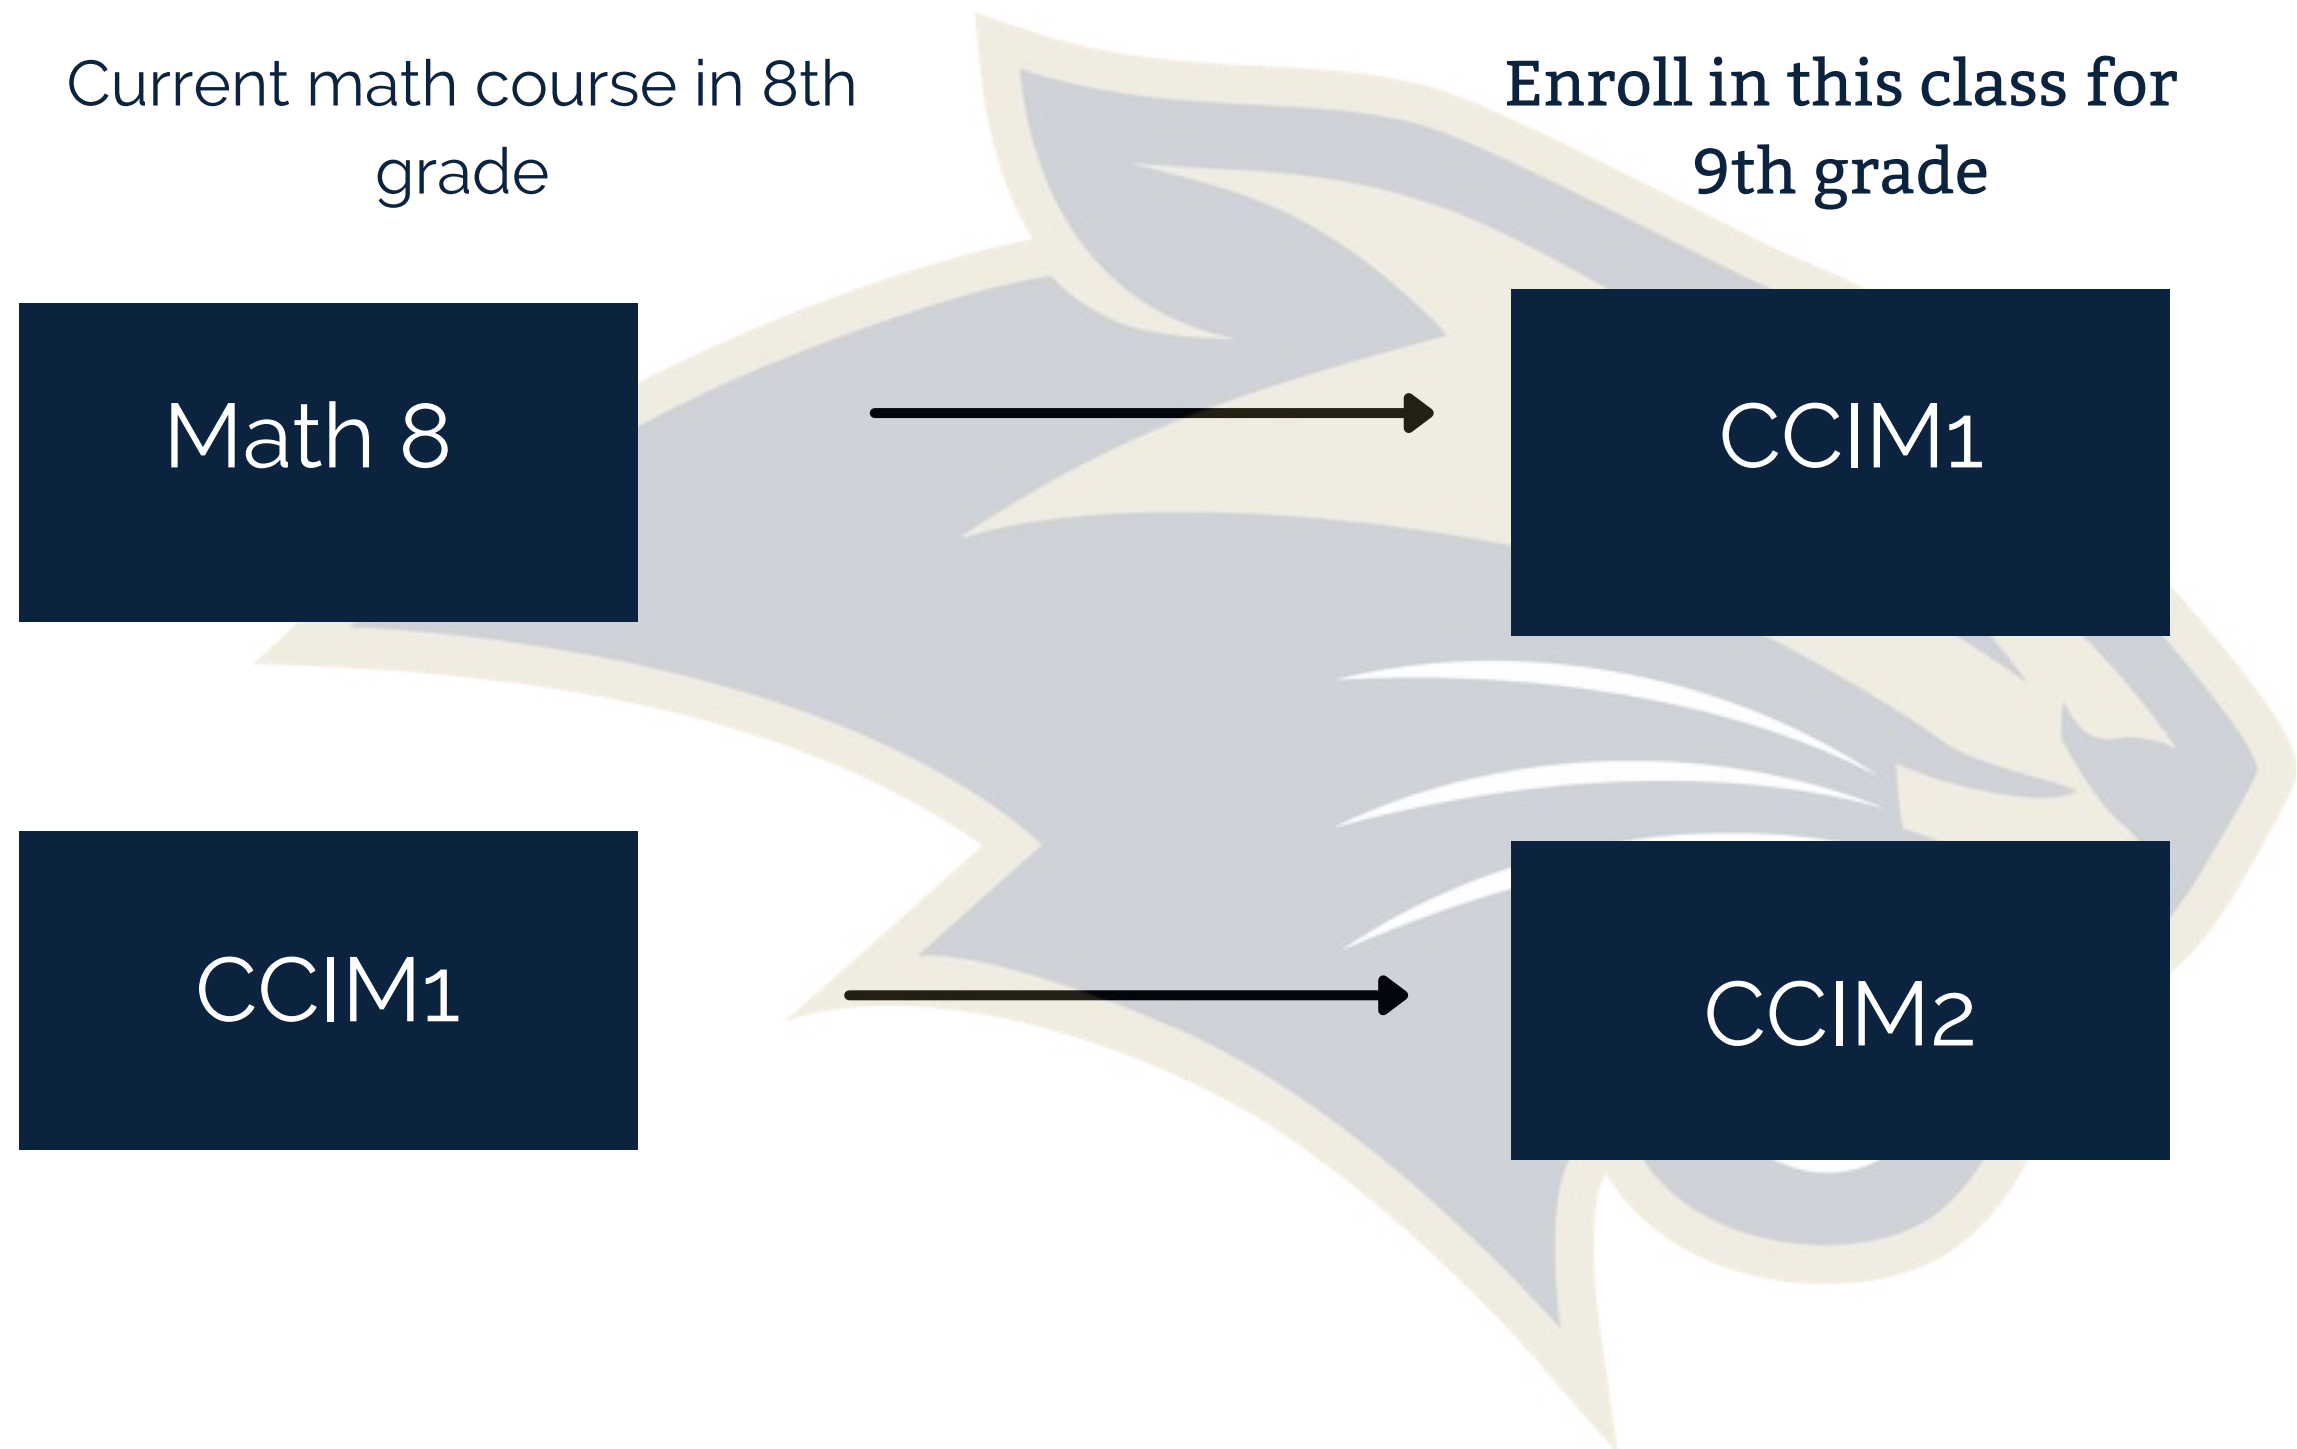 Current math course in 8th
grade
Enroll in this class for
9th grade
Math 8
CCIM1
CCIM1
CCIM2